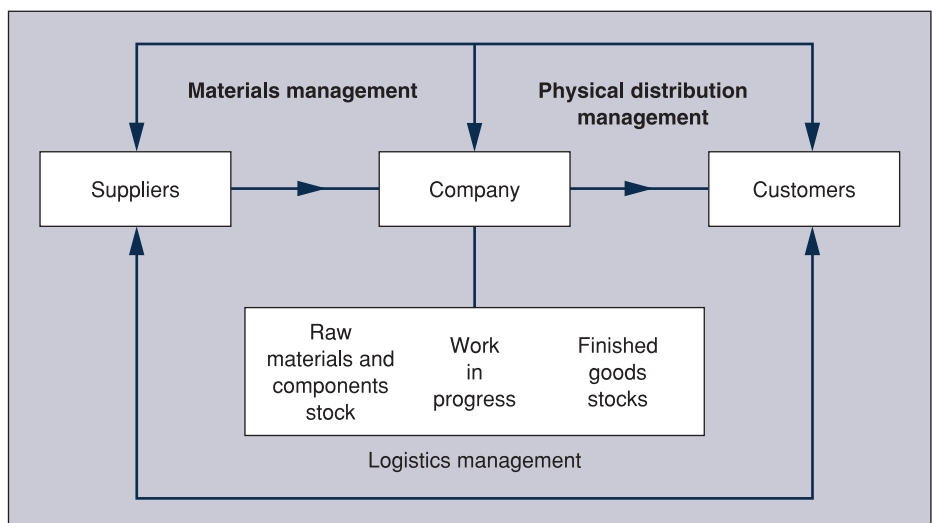 Materials management
Physical distribution
management
Suppliers
Company
Customers
Raw
materials and
components
stock
Work
in
progress
Finished
goods
stocks
Logistics management